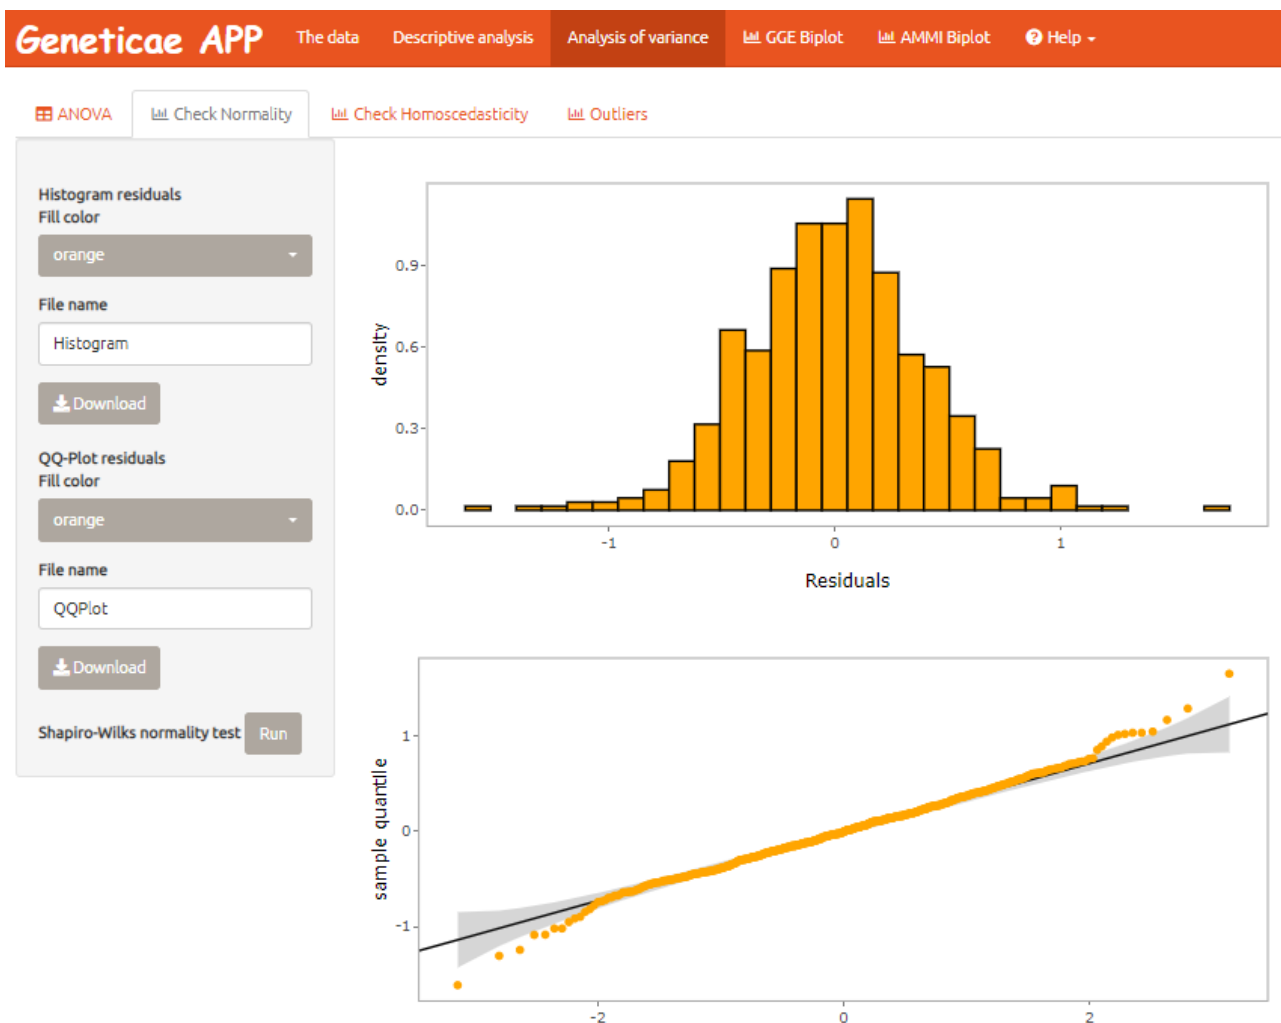 Geneticae APP The data Descriptive analysis Analysis of variance GGE Biplot AMMI Biplot Help
ANOVA Check Normality Check Homoscedasticity Outliers
Histogram residuals
Fill color
orange
File name
Histogram
Download
QQ-Plot residuals
Fill color
orange
File name
QQPlot
Download
Shapiro-Wilks normality test Run
density
0.9
0.6
0.3
0.0
-1 0 1
Residuals
sample quantile
1
0
-1
-2 0 2